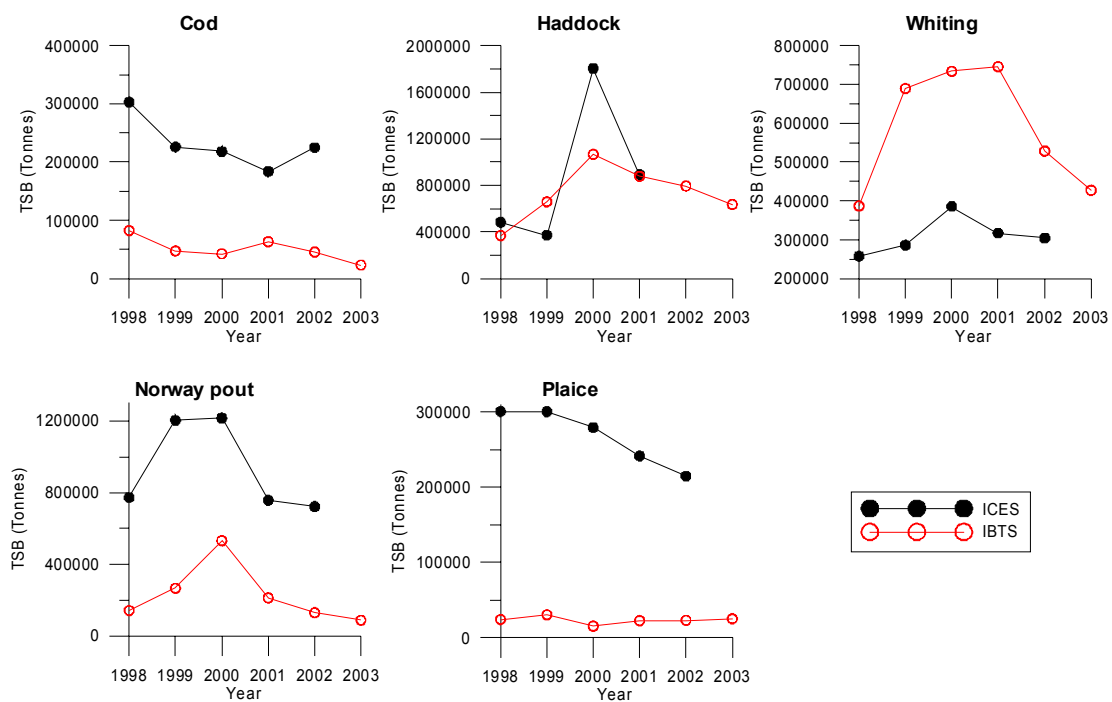 Cod
400000
300000
200000
100000
0
TSB (Tonnes)
1998 1999 2000 2001 2002 2003
Year
Haddock
2000000
1600000
1200000
800000
400000
0
TSB (Tonnes)
1998 1999 2000 2001 2002 2003
Year
Whiting
800000
700000
600000
500000
400000
300000
200000
TSB (Tonnes)
1998 1999 2000 2001 2002 2003
Year
Norway pout
1200000
800000
400000
0
TSB (Tonnes)
1998 1999 2000 2001 2002 2003
Year
Plaice
300000
200000
100000
0
TSB (Tonnes)
1998 1999 2000 2001 2002 2003
Year
ICES
IBTS